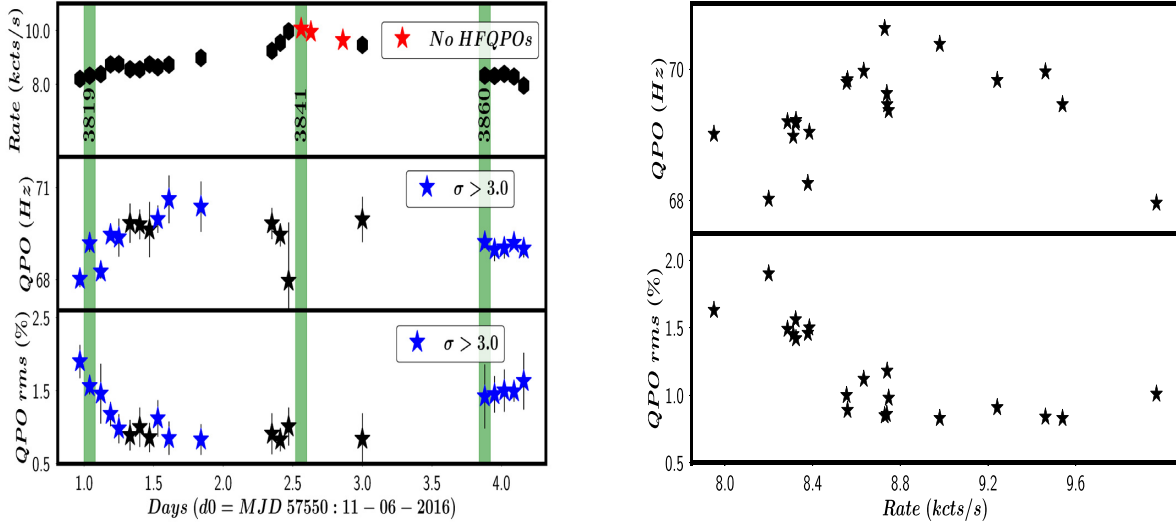 10.0
8.0
Rate (kcts/s)
No HFQPOs
3819
3841
3860
71
68
QPO (Hz)
σ > 3.0
2.5
1.5
0.5
QPO rms (%)
σ > 3.0
1.0 1.5 2.0 2.5 3.0 3.5 4.0
Days (d0 = MJD 57550 : 11 − 06 − 2016)
70
68
QPO (Hz)
2.0
1.5
1.0
0.5
QPO rms (%)
8.0 8.4 8.8 9.2 9.6
Rate (kcts/s)